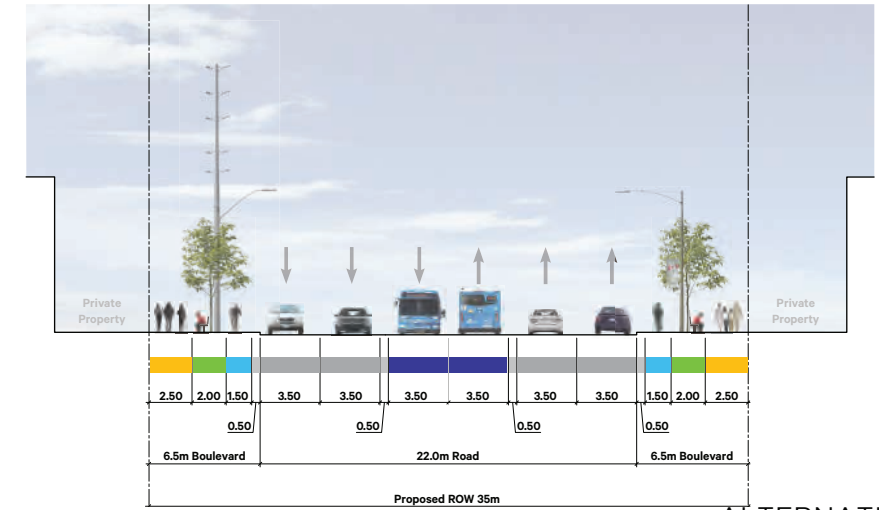 Private
Property
Private
Property
2.50 2.00 1.50 3.50 3.50 3.50 3.50 3.50 3.50 1.50 2.00 2.50
0.50 0.50 0.50 0.50
6.5m Boulevard 22.0m Road 6.5m Boulevard
Proposed ROW 35m